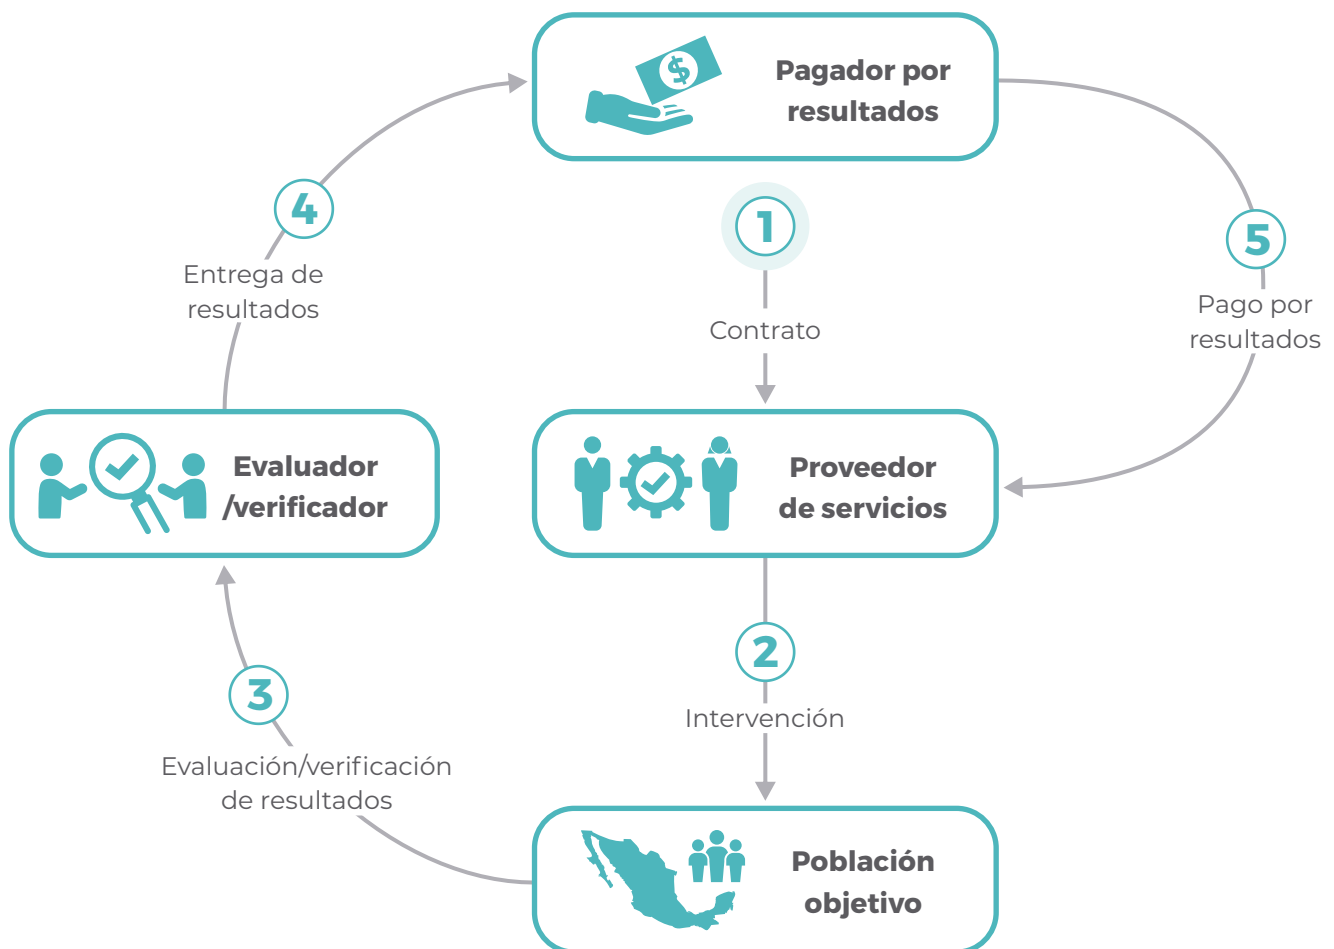 $
Pagador por
resultados
1
Contrato
4
Entrega de
resultados
5
Pago por
resultados
Evaluador
/verificador
Proveedor
de servicios
2
Intervención
3
Evaluación/verificación
de resultados
Población
objetivo